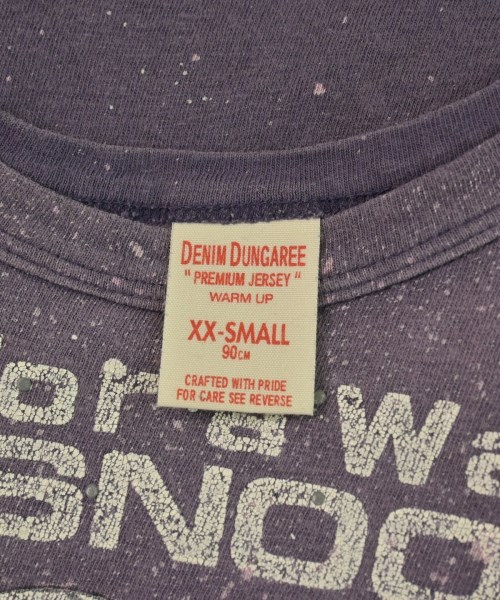 DENIM DUNGAREE
"PREMIUM JERSEY"
WARM UP
XX-SMALL
90CM
CRAFTED WITH PRIDE
FOR CARE SEE REVERSE